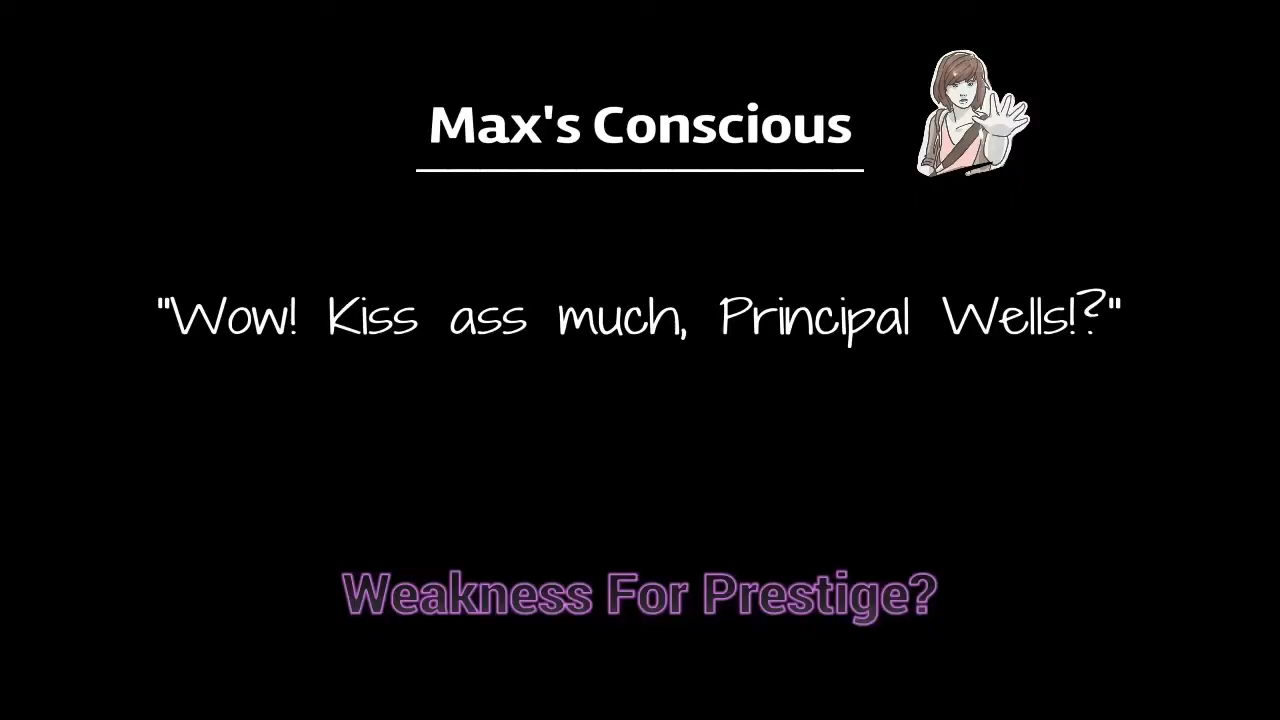 Max's Conscious
"Wow! Kiss ass much, Principal Wells!?"
Weakness For Prestige?